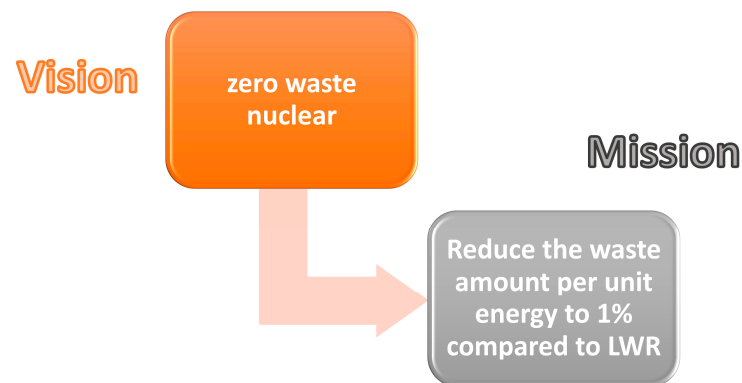 Vision
zero waste
nuclear
Mission
Reduce the waste
amount per unit
energy to 1%
compared to LWR